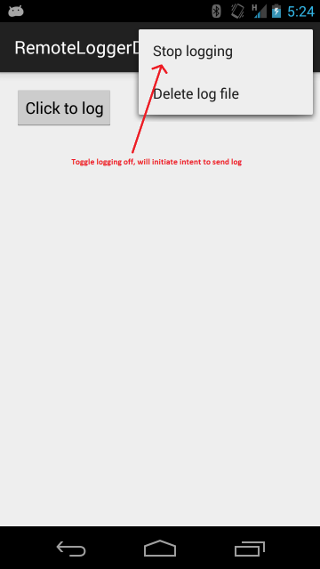 H
5:24
RemoteLoggerD
Stop logging
Click to log
Delete log file
Toggle logging off, will initiate intent to send log